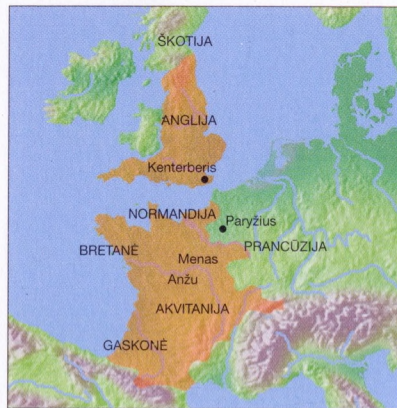 ŠKOTIJA
ANGLIJA
Kenterberis
NORMANDIJA
Paryžius
BRETANĖ
PRANCŪZIJA
Menas
Anžu
AKVITANIJA
GASKONĖ